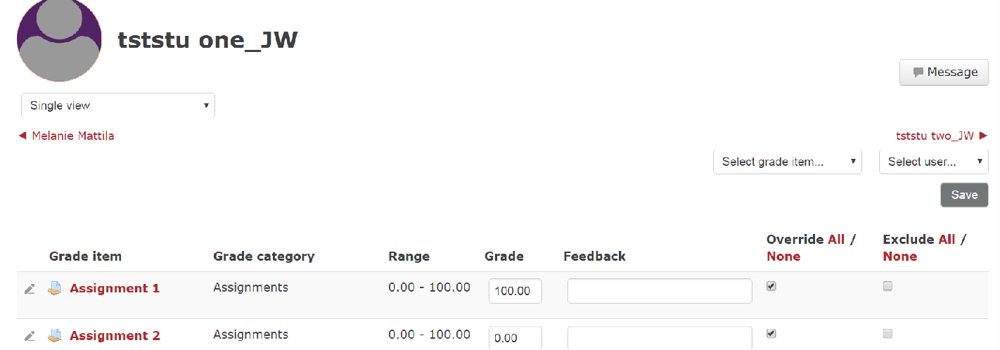 tststu one_JW
Message
Single view
◀ Melanie Mattila
tststu two_JW ▶
Select grade item...
Select user...
Save
Override All /
Exclude All /
Grade item Grade category Range Grade Feedback None None
Assignment 1 Assignments 0.00 - 100.00 100.00
Assignment 2 Assignments 0.00 - 100.00 0.00